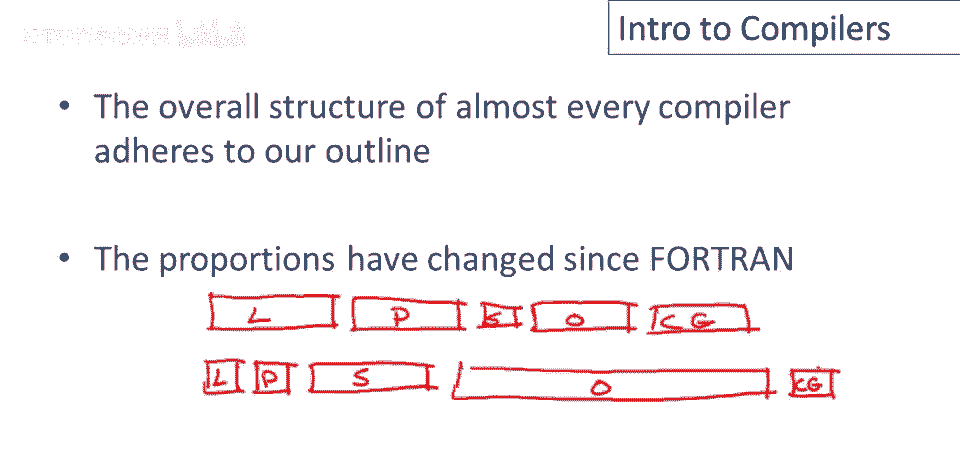 Intro to Compilers
• The overall structure of almost every compiler
adheres to our outline
• The proportions have changed since FORTRAN
L P S O CG
L P S O CG